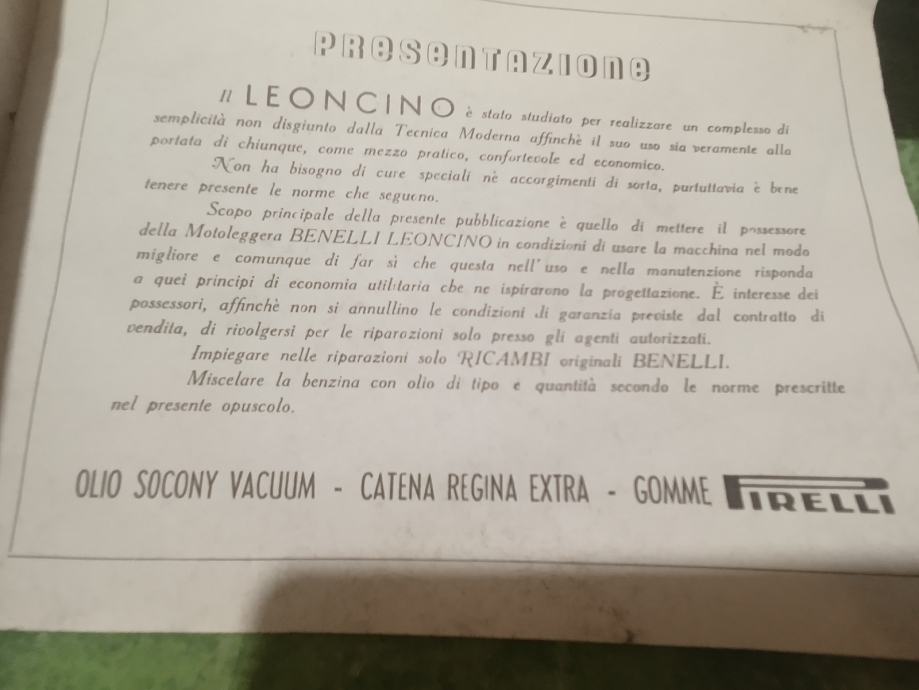 PRESENTAZIONE
Il LEONCINO è stato studiato per realizzare un complesso di
semplicità non disgiunto dalla Tecnica Moderna affinchè il suo uso sia veramente alla
portata di chiunque, come mezzo pratico, confortevole ed economico.
Non ha bisogno di cure speciali nè accorgimenti di sorta, purtuttavia è bene
tenere presente le norme che seguono.
Scopo principale della presente pubblicazione è quello di mettere il possessore
della Motoleggera BENELLI LEONCINO in condizioni di usare la macchina nel modo
migliore e comunque di far sì che questa nell'uso e nella manutenzione risponda
a quei principi di economia utilitaria che ne ispirarono la progettazione. È interesse dei
possessori, affinchè non si annullino le condizioni di garanzia previste dal contratto di
vendita, di rivolgersi per le riparazioni solo presso gli agenti autorizzati.
Impiegare nelle riparazioni solo RICAMBI originali BENELLI.
Miscelare la benzina con olio di tipo e quantità secondo le norme prescritte
nel presente opuscolo.
OLIO SOCONY VACUUM - CATENA REGINA EXTRA - GOMME PIRELLI